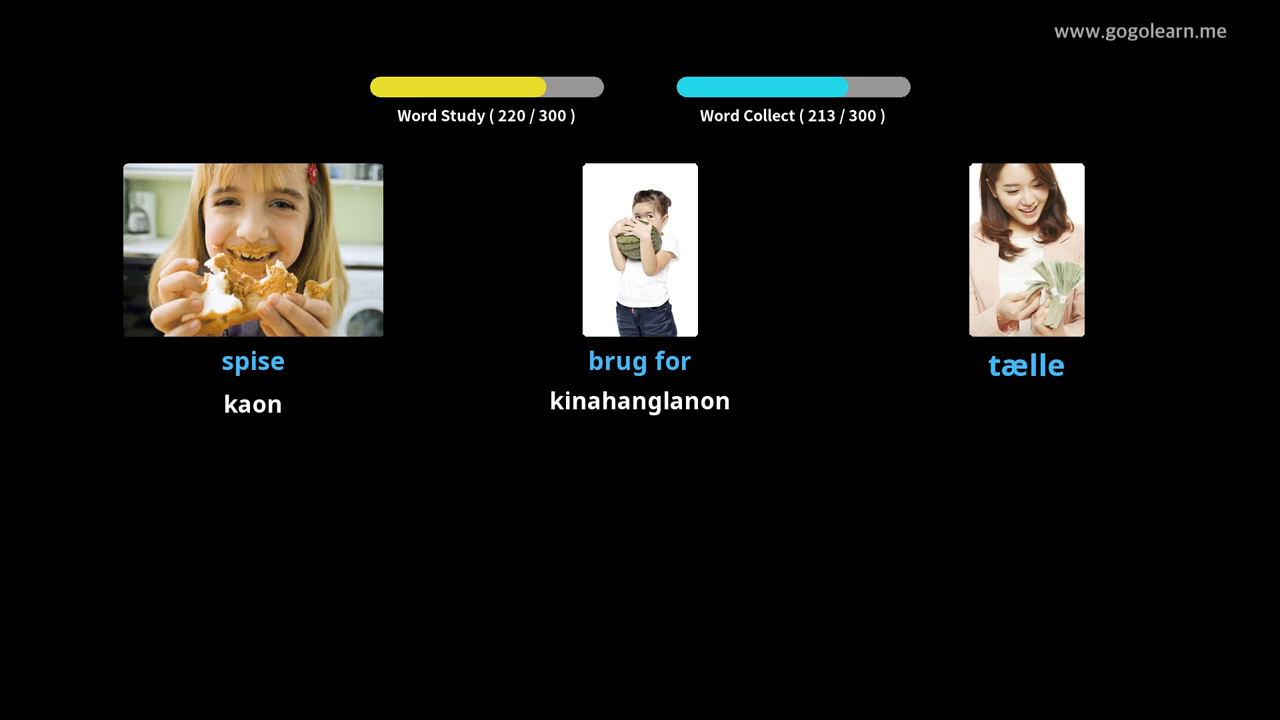 www.gogolearn.me
Word Study ( 220 / 300 )
Word Collect ( 213 / 300 )
spise
brug for
tælle
kaon
kinahanglanon